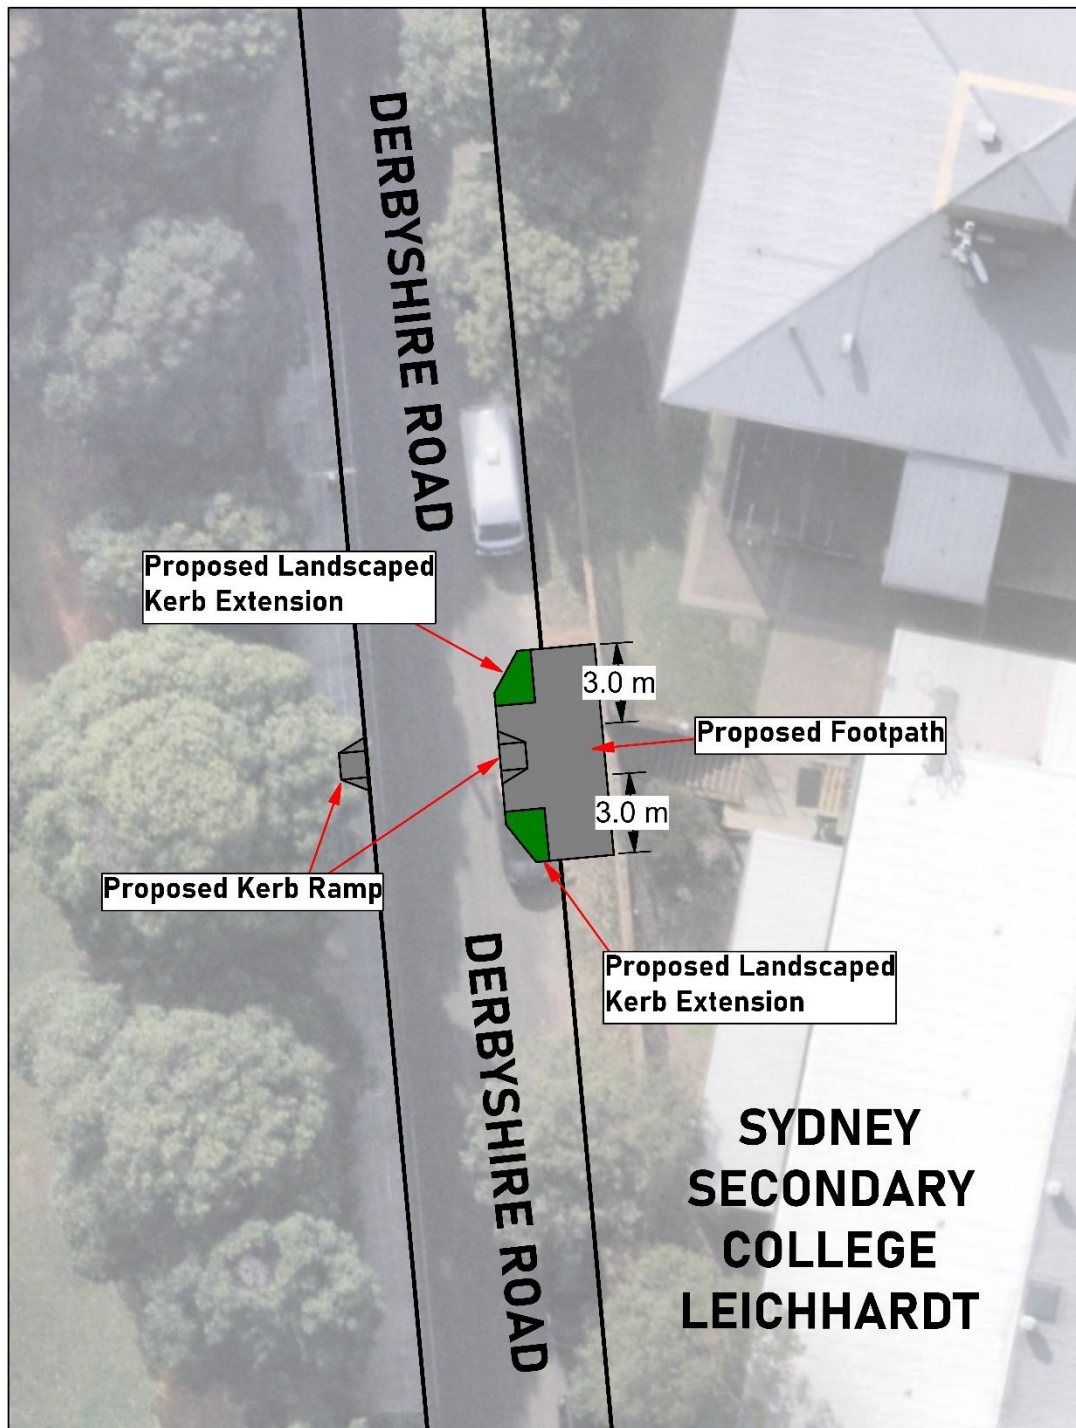 DERBYSHIRE ROAD
Proposed Landscaped
Kerb Extension
3.0 m
Proposed Footpath
3.0 m
Proposed Kerb Ramp
DERBYSHIRE ROAD
Proposed Landscaped
Kerb Extension
SYDNEY
SECONDARY
COLLEGE
LEICHHARDT